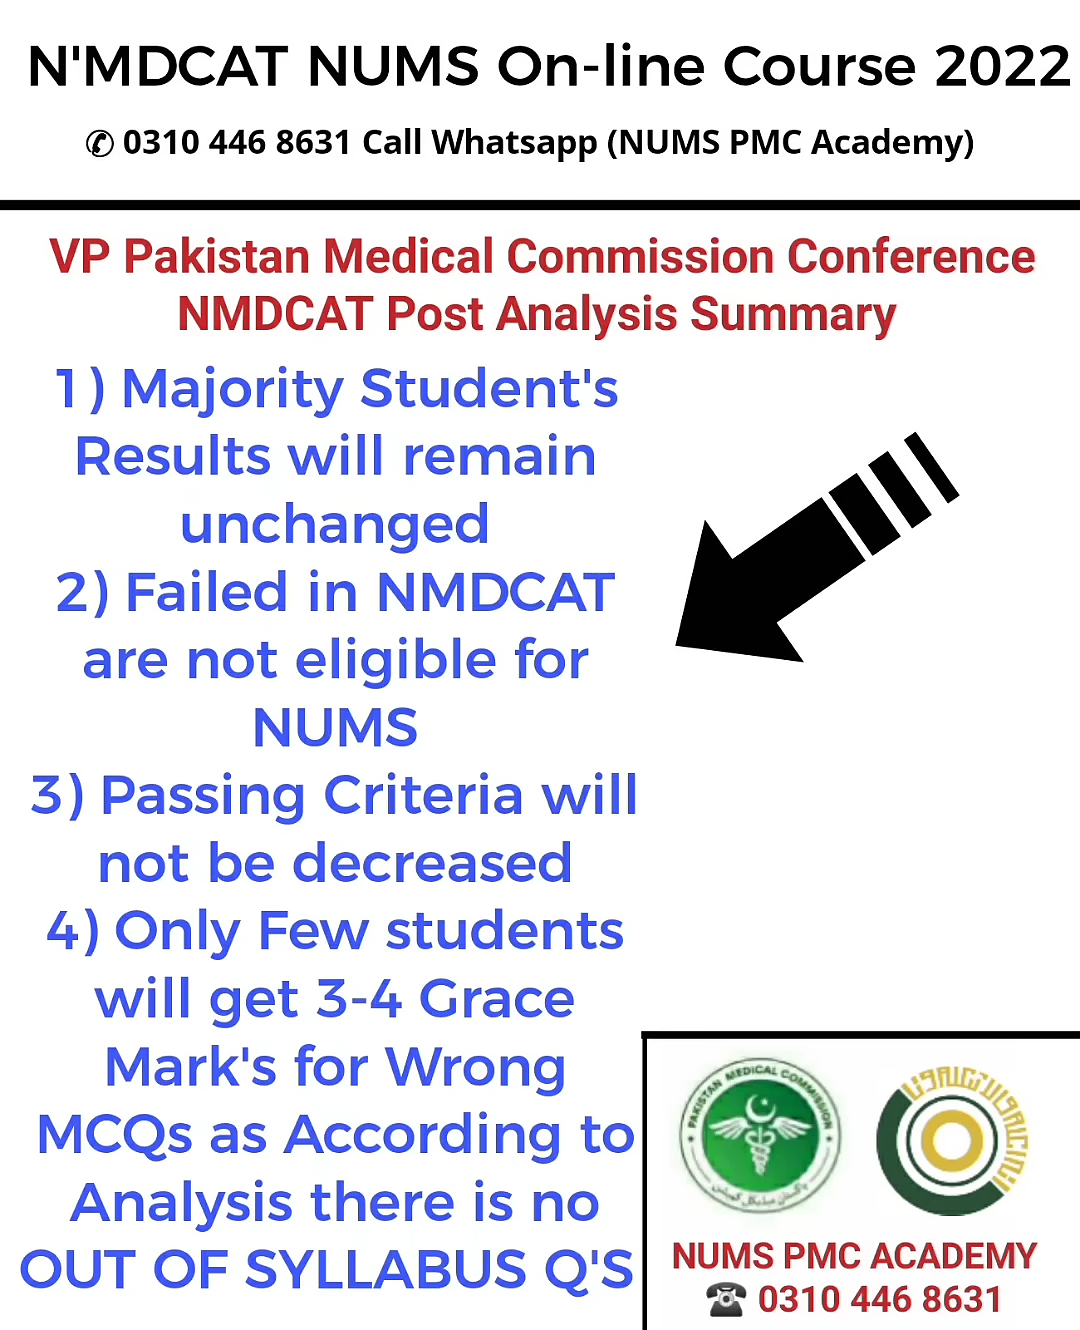 N'MDCAT NUMS On-line Course 2022
✆ 0310 446 8631 Call Whatsapp (NUMS PMC Academy)
VP Pakistan Medical Commission Conference
NMDCAT Post Analysis Summary
1) Majority Student's
Results will remain
unchanged
2) Failed in NMDCAT
are not eligible for
NUMS
3) Passing Criteria will
not be decreased
4) Only Few students
will get 3-4 Grace
Mark's for Wrong
MCQs as According to
Analysis there is no
OUT OF SYLLABUS Q'S
PAKISTAN MEDICAL COMMISSION
پاکستان میڈیکل کمیشن
NUMS PMC ACADEMY
☎ 0310 446 8631